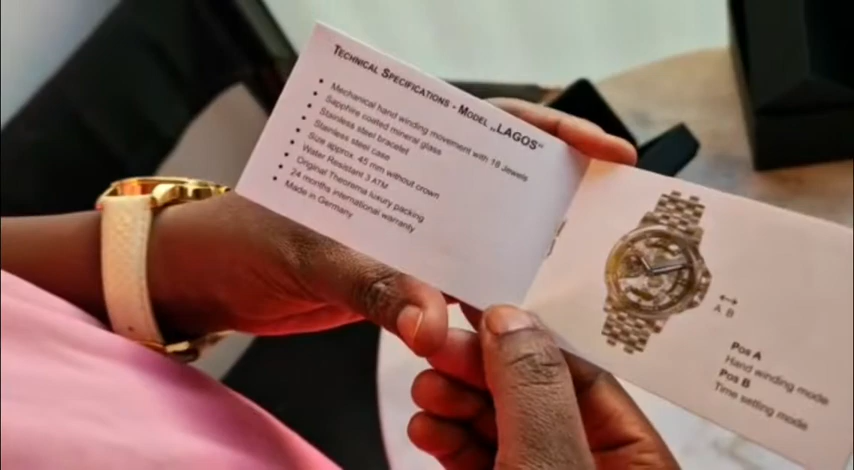 TECHNICAL SPECIFICATIONS - MODEL „LAGOS“
• Mechanical hand winding movement with 19 Jewels
• Sapphire coated mineral glass
• Stainless steel bracelet
• Stainless steel case
• Size approx. 45 mm without crown
• Water Resistant 3 ATM
• Original Theorema luxury packing
• 24 months international warranty
• Made in Germany
A B
Pos A
Hand winding mode
Pos B
Time setting mode